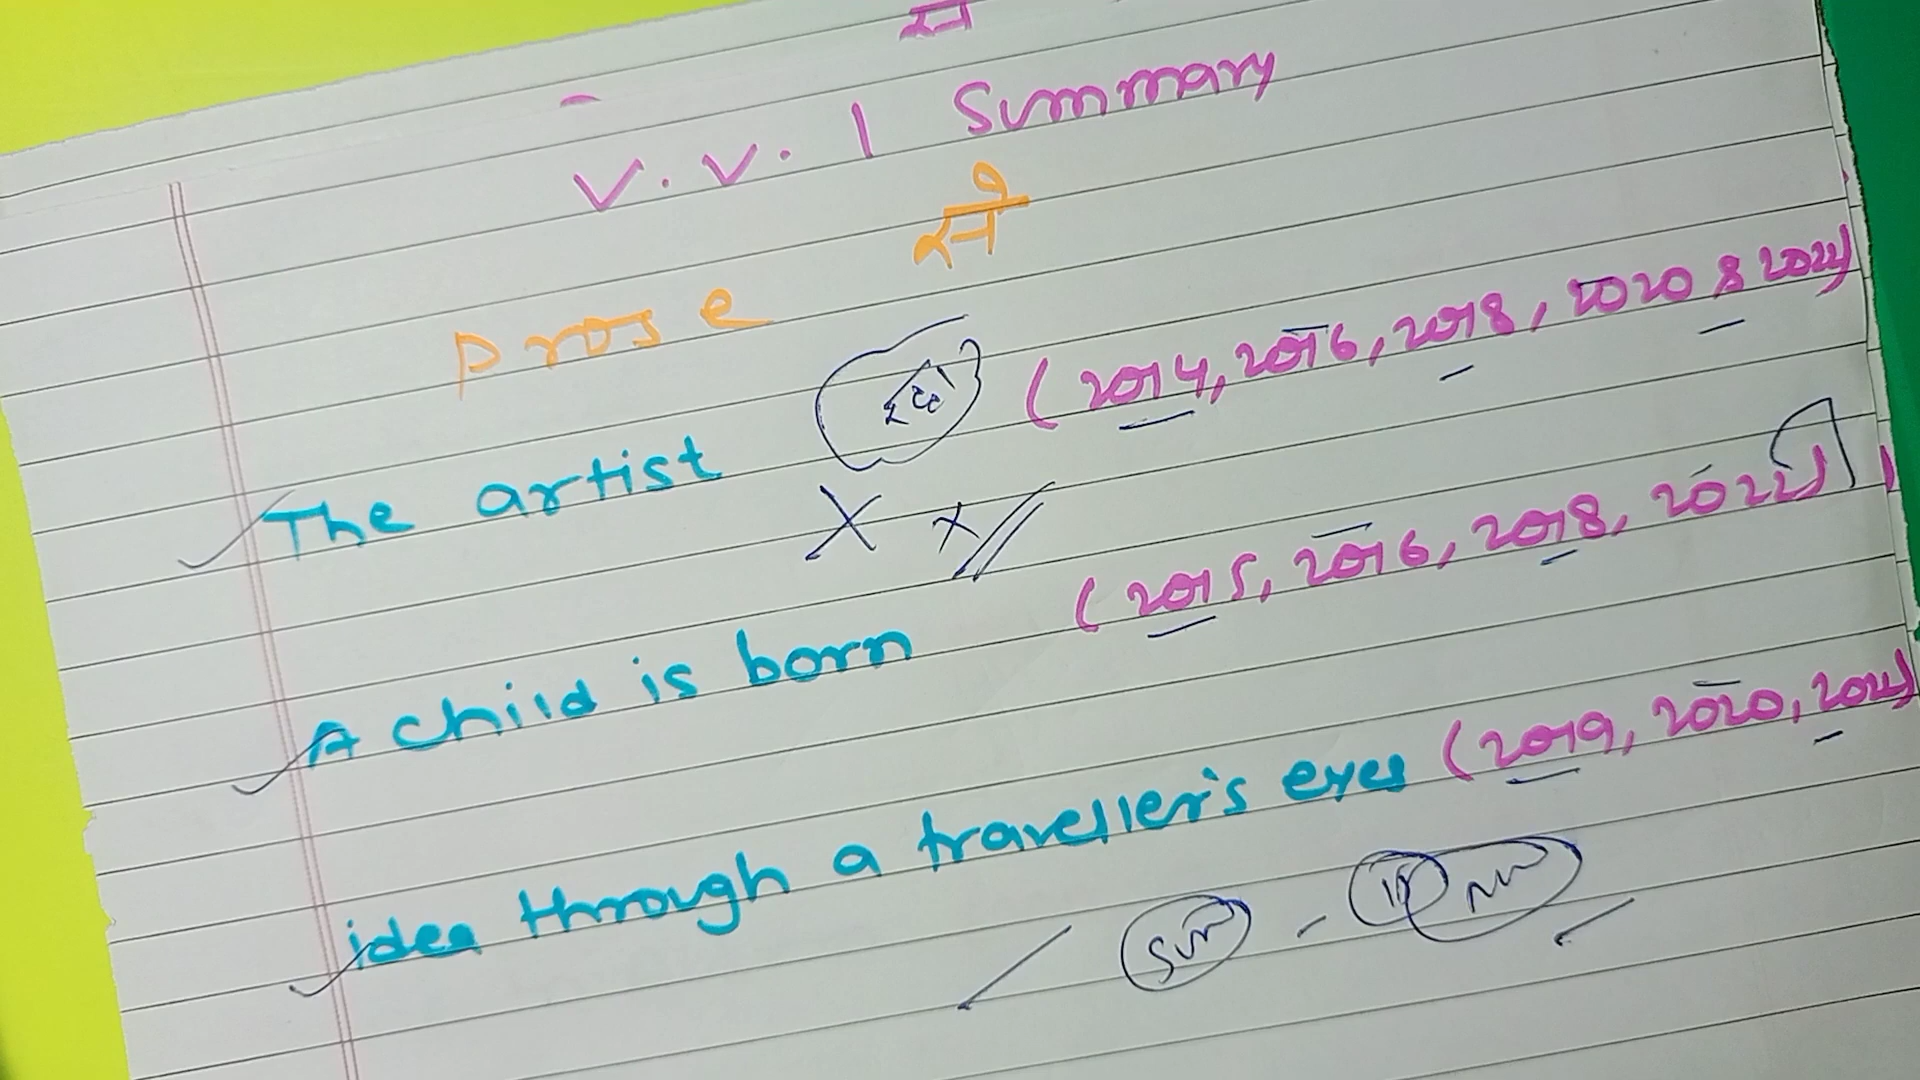 V. V. I Summary
Prose से
The artist (2014, 2016, 2018, 2020 & 2022)
A child is born (2015, 2016, 2018, 2022)
idea through a traveller's eyes (2019, 2020, 2022)